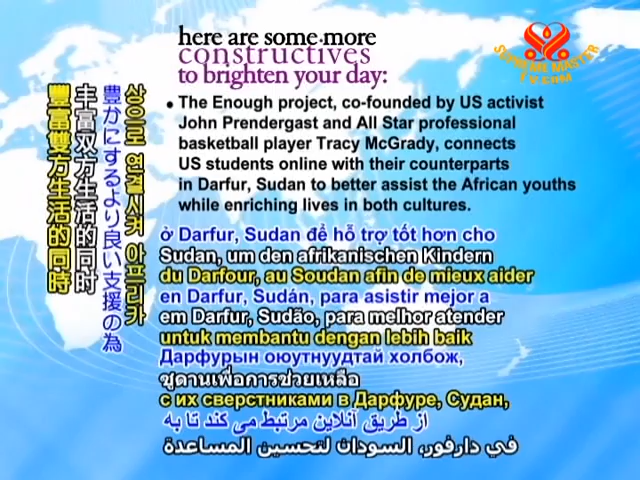 here are some more
constructives
to brighten your day:
SUPREME MASTER
TV.COM
• The Enough project, co-founded by US activist
John Prendergast and All Star professional
basketball player Tracy McGrady, connects
US students online with their counterparts
in Darfur, Sudan to better assist the African youths
while enriching lives in both cultures.
豐富雙方生活的同時
丰富双方生活的同时
豊かにするより良い支援の為
상으로 연결시켜 아프리카
ở Darfur, Sudan để hỗ trợ tốt hơn cho
Sudan, um den afrikanischen Kindern
du Darfour, au Soudan afin de mieux aider
en Darfur, Sudán, para asistir mejor a
em Darfur, Sudão, para melhor atender
untuk membantu dengan lebih baik
Дарфурын оюутнуудтай холбож,
ซูดานเพื่อการช่วยเหลือ
с их сверстниками в Дарфуре, Судан,
از طریق آنلاین مرتبط می کند تا به
في دارفور، السودان لتحسين المساعدة